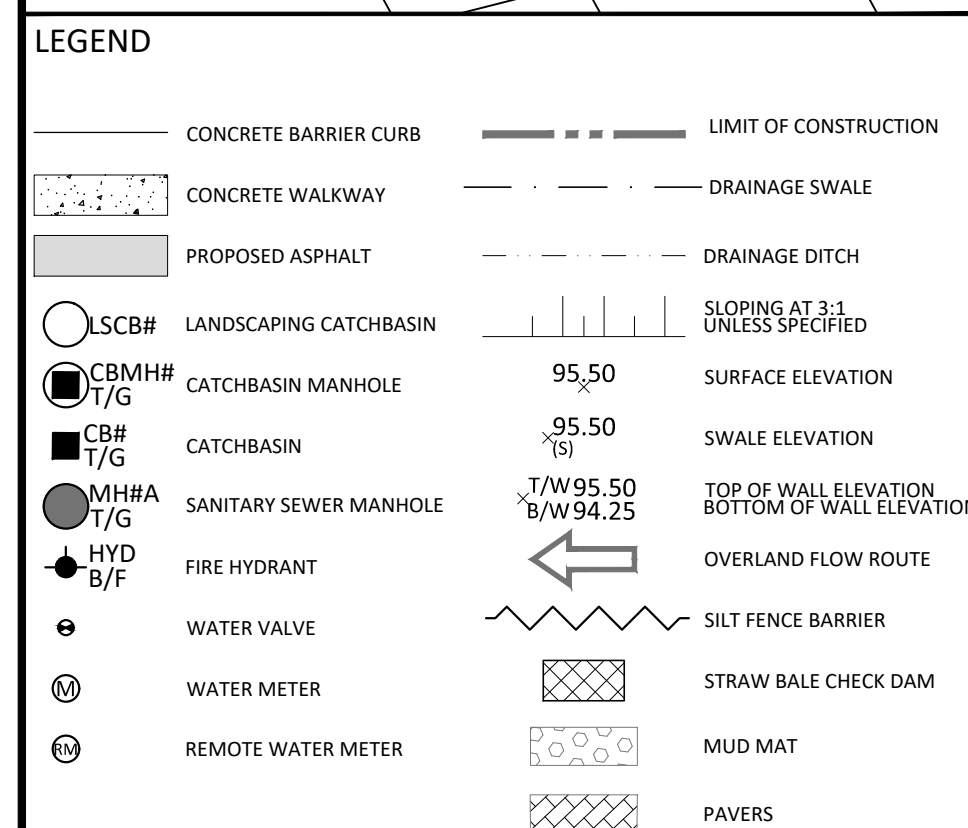 LEGEND
CONCRETE BARRIER CURB
CONCRETE WALKWAY
PROPOSED ASPHALT
LSCB# LANDSCAPING CATCHBASIN
CBMH#
T/G
CATCHBASIN MANHOLE
CB#
T/G
CATCHBASIN
MH#A
T/G
SANITARY SEWER MANHOLE
HYD
B/F
FIRE HYDRANT
WATER VALVE
M WATER METER
RM REMOTE WATER METER
LIMIT OF CONSTRUCTION
DRAINAGE SWALE
DRAINAGE DITCH
SLOPING AT 3:1
UNLESS SPECIFIED
95.50 SURFACE ELEVATION
95.50
(S)
SWALE ELEVATION
T/W 95.50
B/W 94.25
TOP OF WALL ELEVATION
BOTTOM OF WALL ELEVATION
OVERLAND FLOW ROUTE
SILT FENCE BARRIER
STRAW BALE CHECK DAM
MUD MAT
PAVERS